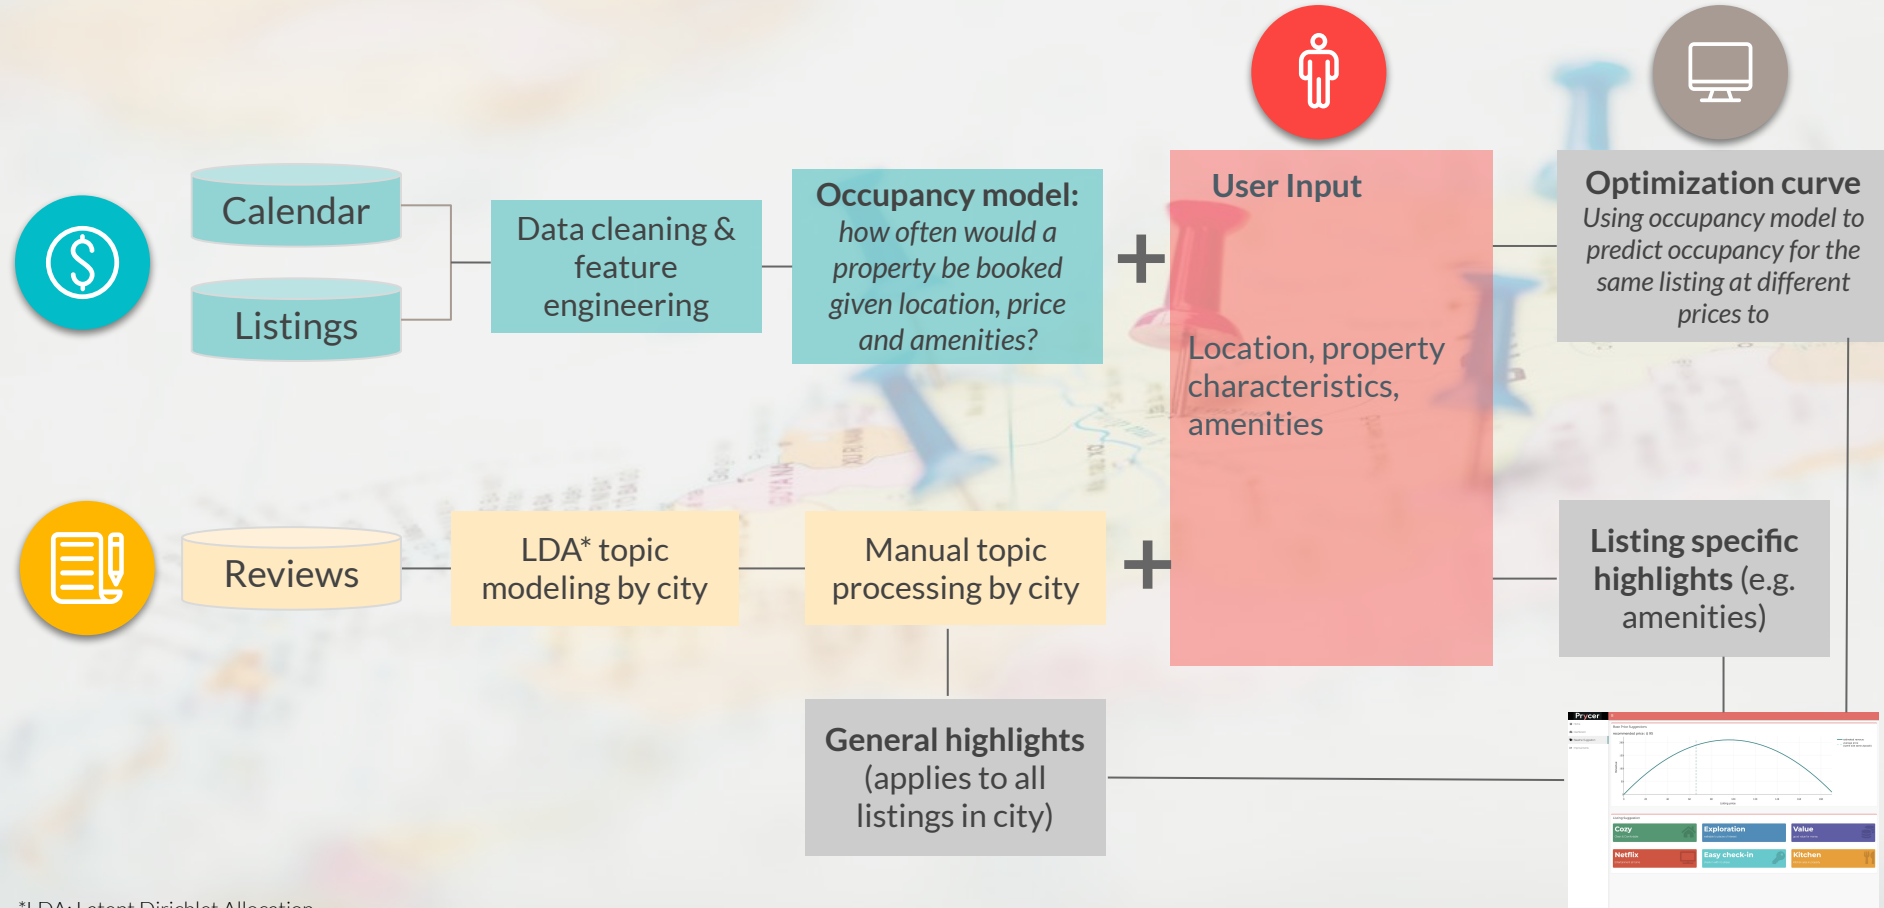 Calendar
Listings
Data cleaning &
feature
engineering
Occupancy model:
how often would a
property be booked
given location, price
and amenities?
+
User Input
Location, property
characteristics,
amenities
Optimization curve
Using occupancy model to
predict occupancy for the
same listing at different
prices to
Reviews
LDA* topic
modeling by city
Manual topic
processing by city
+
Listing specific
highlights (e.g.
amenities)
General highlights
(applies to all
listings in city)
Prycer
Cozy
Exploration
Value
Netflix
Easy check-in
Kitchen
GUYANA
*LDA: Latent Dirichlet Allocation